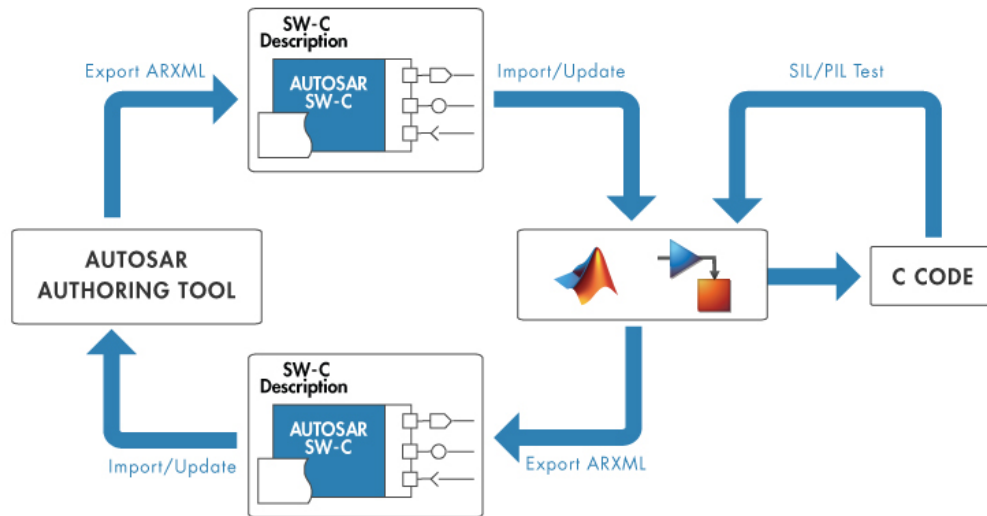 SW-C
Description
Export ARXML
AUTOSAR
SW-C
Import/Update
SIL/PIL Test
AUTOSAR
AUTHORING TOOL
C CODE
SW-C
Description
AUTOSAR
SW-C
Import/Update
Export ARXML